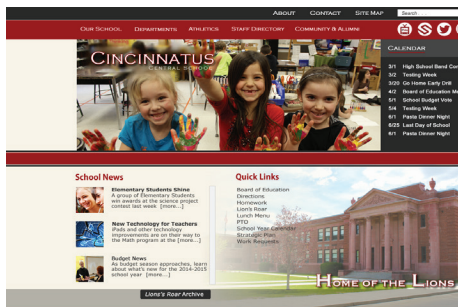 About Contact Site Map Search
Our School Departments Athletics Staff Directory Community & Alumni
Cincinnatus
Central School
Calendar
3/1 High School Band Con
3/2 Testing Week
3/20 Go Home Early Drill
4/2 Board of Education Me
5/1 School Budget Vote
5/4 Testing Week
6/1 Pasta Dinner Night
6/25 Last Day of School
6/1 Pasta Dinner Night
School News
Elementary Students Shine
A group of Elementary Students
win awards at the science project
contest last week [more...]
New Technology for Teachers
iPads and other technology
improvements are on their way to
the Math program at the [more...]
Budget News
As budget season approaches, learn
about what's new for the 2014-2015
school year [more...]
Lions's Roar Archive
Quick Links
Board of Education
Directions
Homework
Lion's Roar
Lunch Menu
PTO
School Year Calendar
Strategic Plan
Work Requests
Home of the Lions